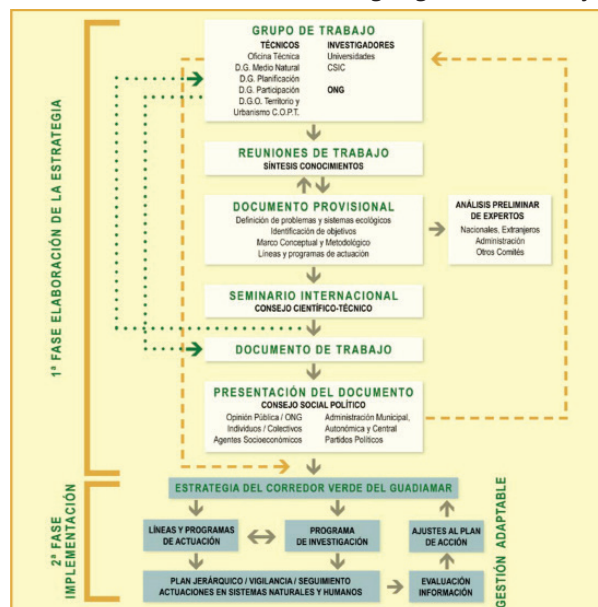 GRUPO DE TRABAJO
TÉCNICOS
Oficina Técnica
D.G. Medio Natural
D.G. Planificación
D.G. Participación
D.G.O. Territorio y
Urbanismo C.O.P.T.
INVESTIGADORES
Universidades
CSIC
ONG
REUNIONES DE TRABAJO
SÍNTESIS CONOCIMIENTOS
DOCUMENTO PROVISIONAL
Definición de problemas y sistemas ecológicos
Identificación de objetivos
Marco Conceptual y Metodológico
Líneas y programas de actuación
ANÁLISIS PRELIMINAR
DE EXPERTOS
Nacionales, Extranjeros
Administración
Otros Comités
SEMINARIO INTERNACIONAL
CONSEJO CIENTÍFICO-TÉCNICO
DOCUMENTO DE TRABAJO
PRESENTACIÓN DEL DOCUMENTO
CONSEJO SOCIAL POLÍTICO
Opinión Pública / ONG
Individuos / Colectivos
Agentes Socioeconómicos
Administración Municipal,
Autonómica y Central
Partidos Políticos
1ª FASE ELABORACIÓN DE LA ESTRATEGIA
ESTRATEGIA DEL CORREDOR VERDE DEL GUADIAMAR
LÍNEAS Y PROGRAMAS
DE ACTUACIÓN
PROGRAMA
DE INVESTIGACIÓN
AJUSTES AL PLAN
DE ACCIÓN
PLAN JERÁRQUICO / VIGILANCIA / SEGUIMIENTO
ACTUACIONES EN SISTEMAS NATURALES Y HUMANOS
EVALUACIÓN
INFORMACIÓN
2ª FASE
IMPLEMENTACIÓN
GESTIÓN ADAPTABLE